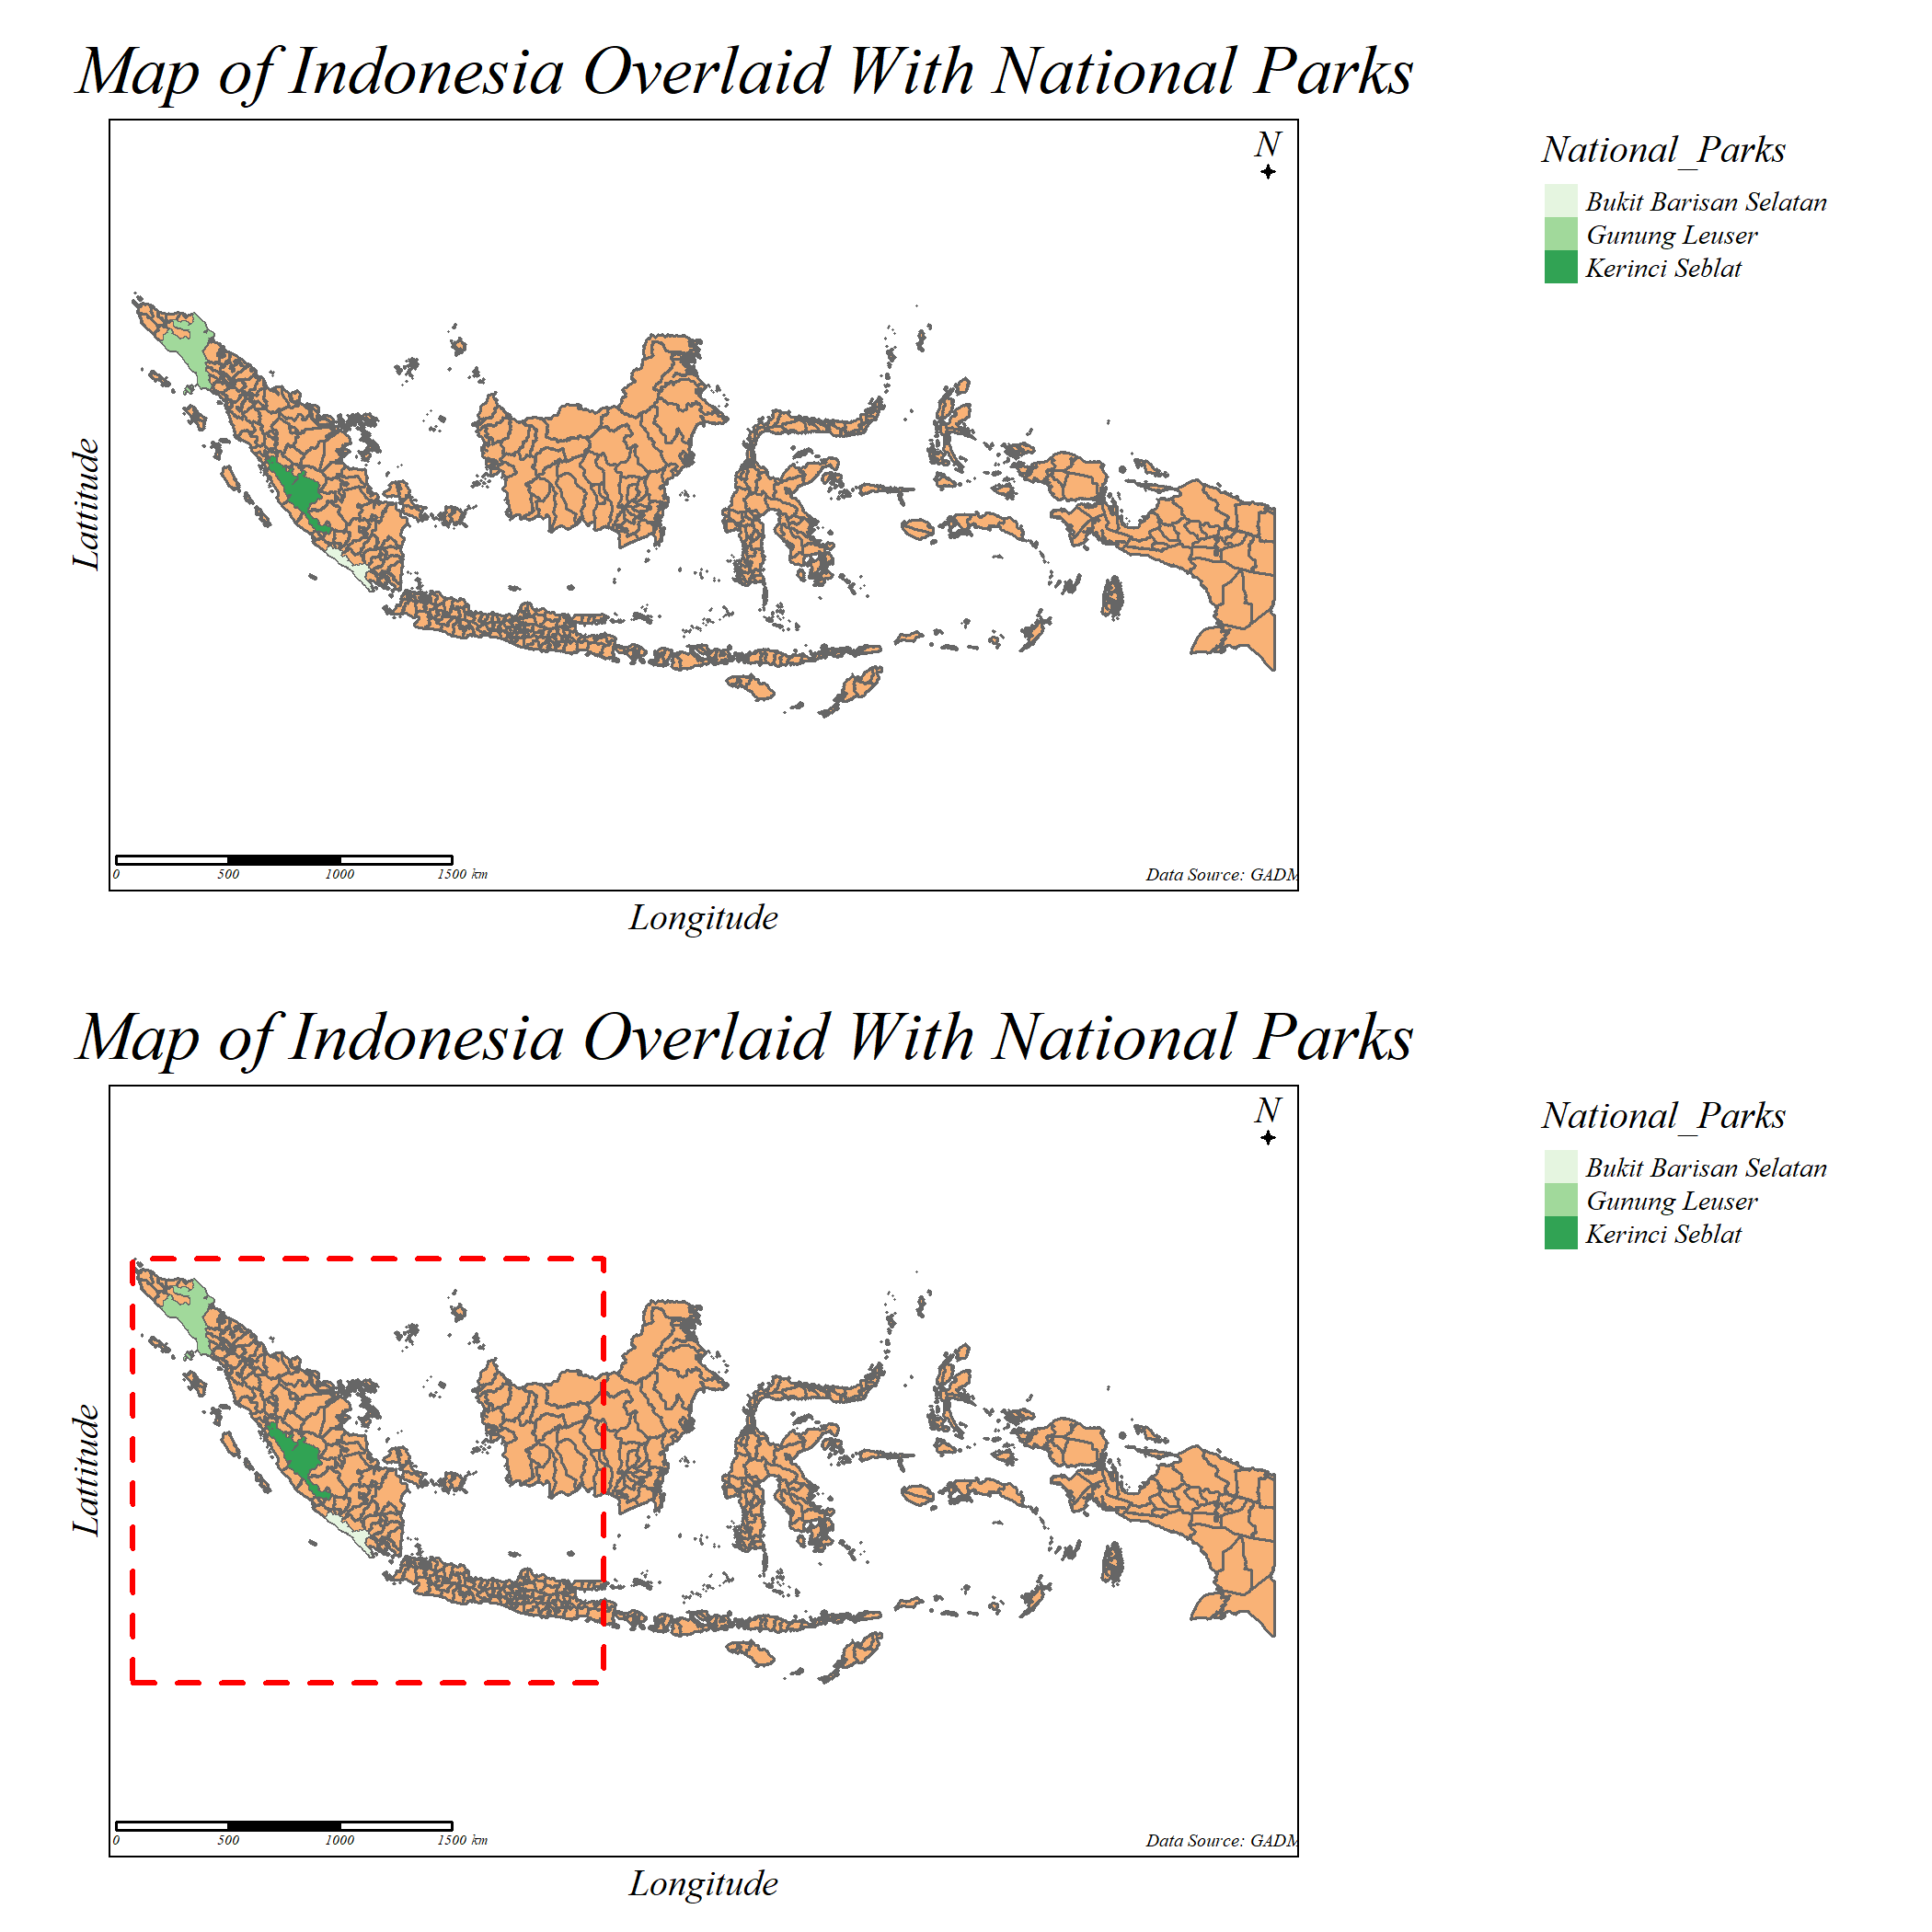 Map of Indonesia Overlaid With National Parks
N
National_Parks
Bukit Barisan Selatan
Gunung Leuser
Kerinci Seblat
Lattitude
0 500 1000 1500 km
Data Source: GADM
Longitude
Map of Indonesia Overlaid With National Parks
N
National_Parks
Bukit Barisan Selatan
Gunung Leuser
Kerinci Seblat
Lattitude
0 500 1000 1500 km
Data Source: GADM
Longitude